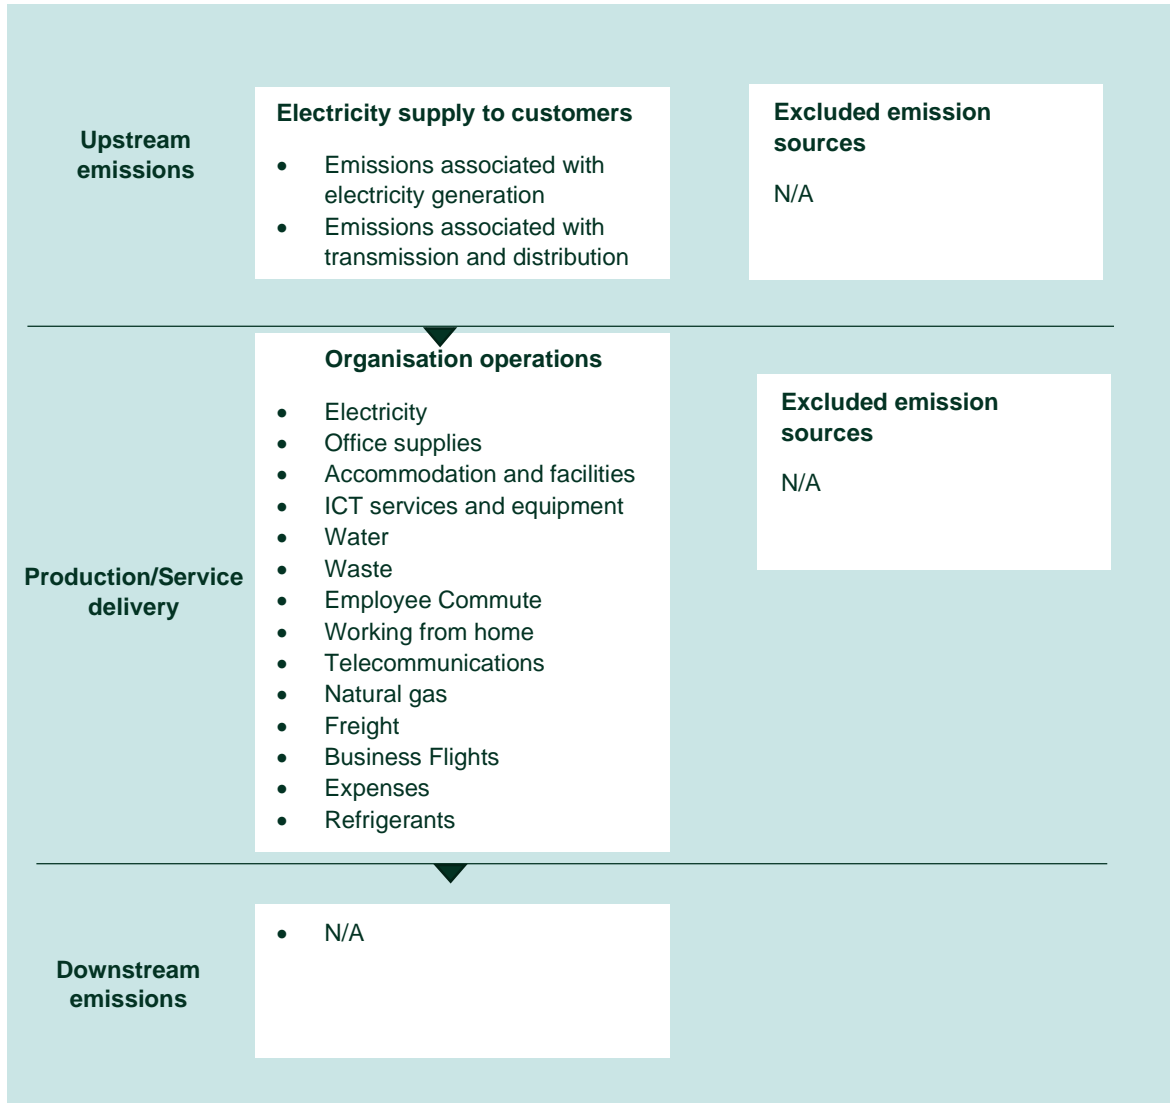 Upstream
emissions
Electricity supply to customers
• Emissions associated with
electricity generation
• Emissions associated with
transmission and distribution
Excluded emission
sources
N/A
Production/Service
delivery
Organisation operations
• Electricity
• Office supplies
• Accommodation and facilities
• ICT services and equipment
• Water
• Waste
• Employee Commute
• Working from home
• Telecommunications
• Natural gas
• Freight
• Business Flights
• Expenses
• Refrigerants
Excluded emission
sources
N/A
Downstream
emissions
• N/A